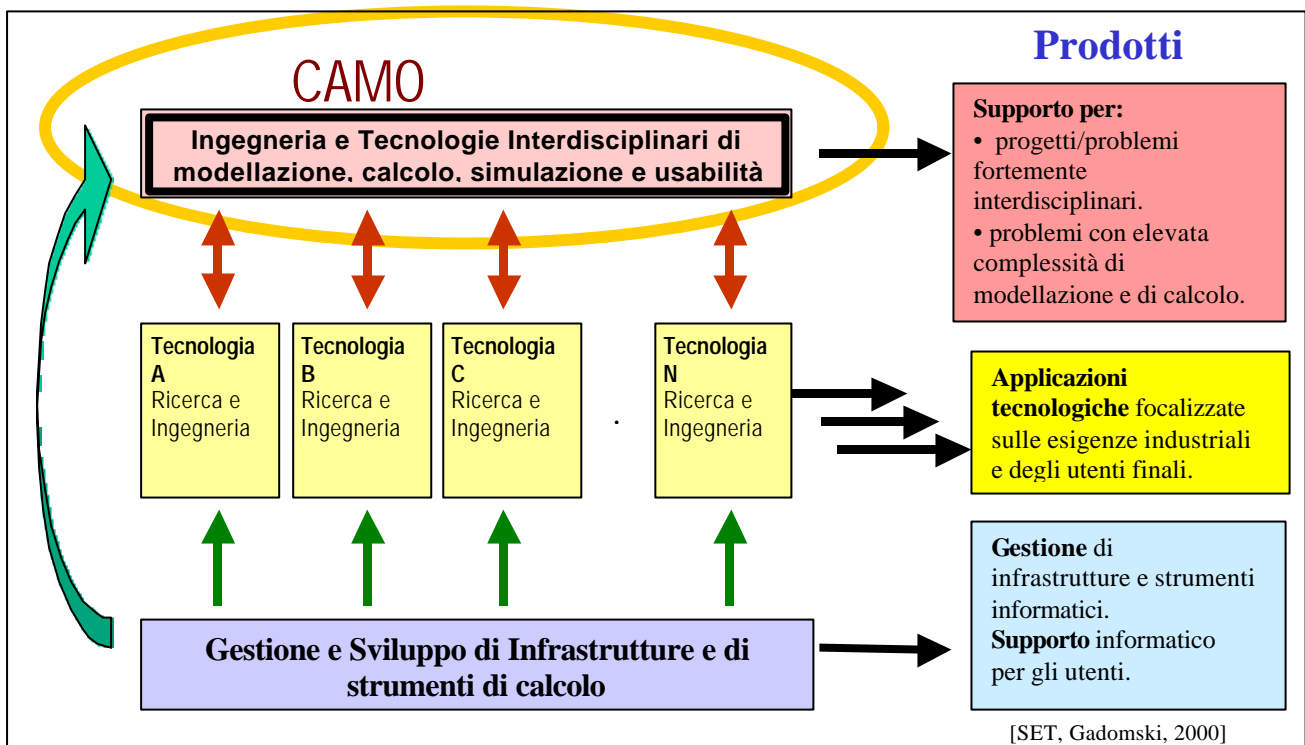 Prodotti
CAMO
Ingegneria e Tecnologie Interdisciplinari di
modellazione, calcolo, simulazione e usabilità
Supporto per:
• progetti/problemi
fortemente
interdisciplinari.
• problemi con elevata
complessità di
modellazione e di calcolo.
Tecnologia
A
Ricerca e
Ingegneria
Tecnologia
B
Ricerca e
Ingegneria
Tecnologia
C
Ricerca e
Ingegneria
.
Tecnologia
N
Ricerca e
Ingegneria
Applicazioni
tecnologiche focalizzate
sulle esigenze industriali
e degli utenti finali.
Gestione e Sviluppo di Infrastrutture e di
strumenti di calcolo
Gestione di
infrastrutture e strumenti
informatici.
Supporto informatico
per gli utenti.
[SET, Gadomski, 2000]